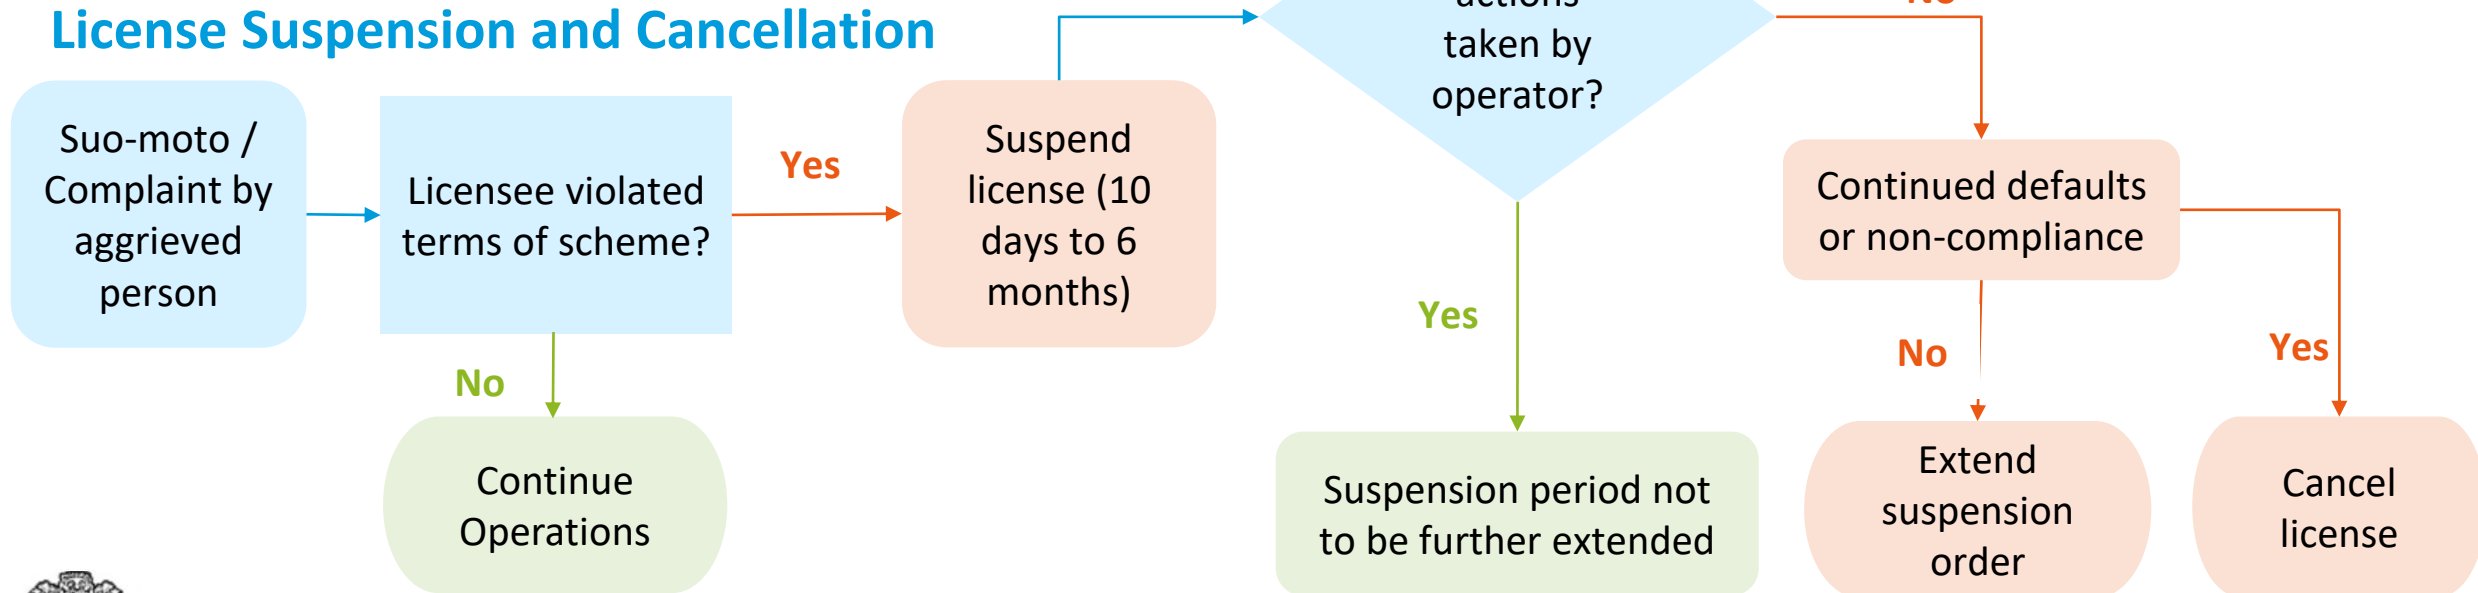 License Suspension and Cancellation
Suo-moto /
Complaint by
aggrieved
person
Licensee violated
terms of scheme?
Yes
No
Continue
Operations
Suspend
license (10
days to 6
months)
actions
taken by
operator?
No
Yes
Suspension period not
to be further extended
Continued defaults
or non-compliance
No
Extend
suspension
order
Yes
Cancel
license